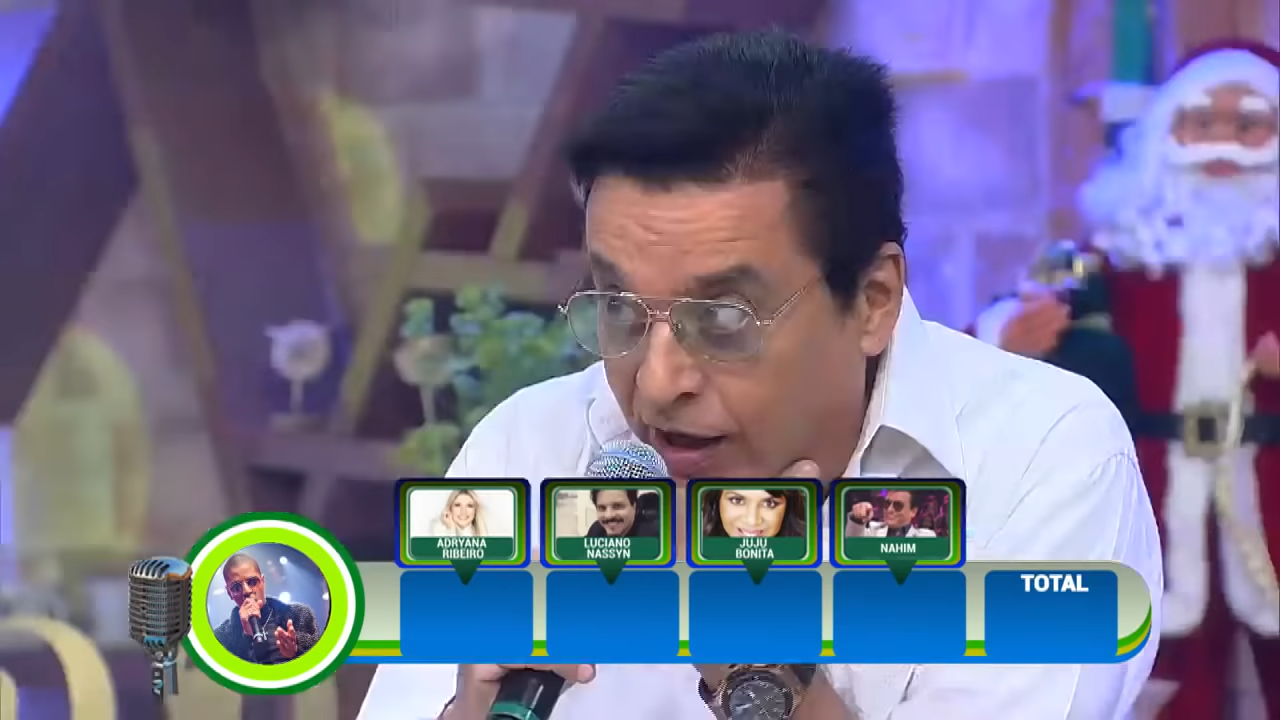 ADRYANA
RIBEIRO
LUCIANO
NASSYN
JUJU
BONITA
NAHIM
TOTAL